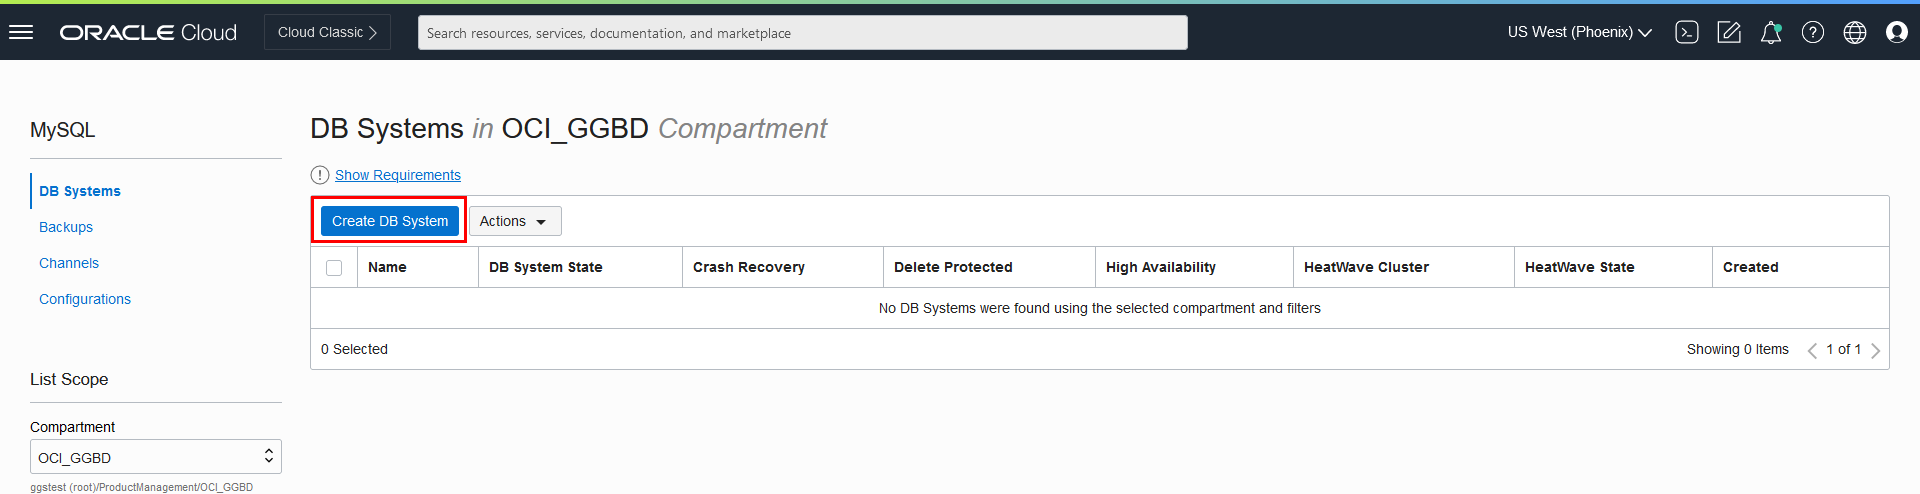 ORACLE Cloud
Cloud Classic
Search resources, services, documentation, and marketplace
US West (Phoenix)
MySQL
DB Systems
Backups
Channels
Configurations
List Scope
Compartment
OCI_GGBD
ggstest (root)/ProductManagement/OCI_GGBD
DB Systems in OCI_GGBD Compartment
Show Requirements
Create DB System
Actions
Name DB System State Crash Recovery Delete Protected High Availability HeatWave Cluster HeatWave State Created
No DB Systems were found using the selected compartment and filters
0 Selected
Showing 0 Items 1 of 1